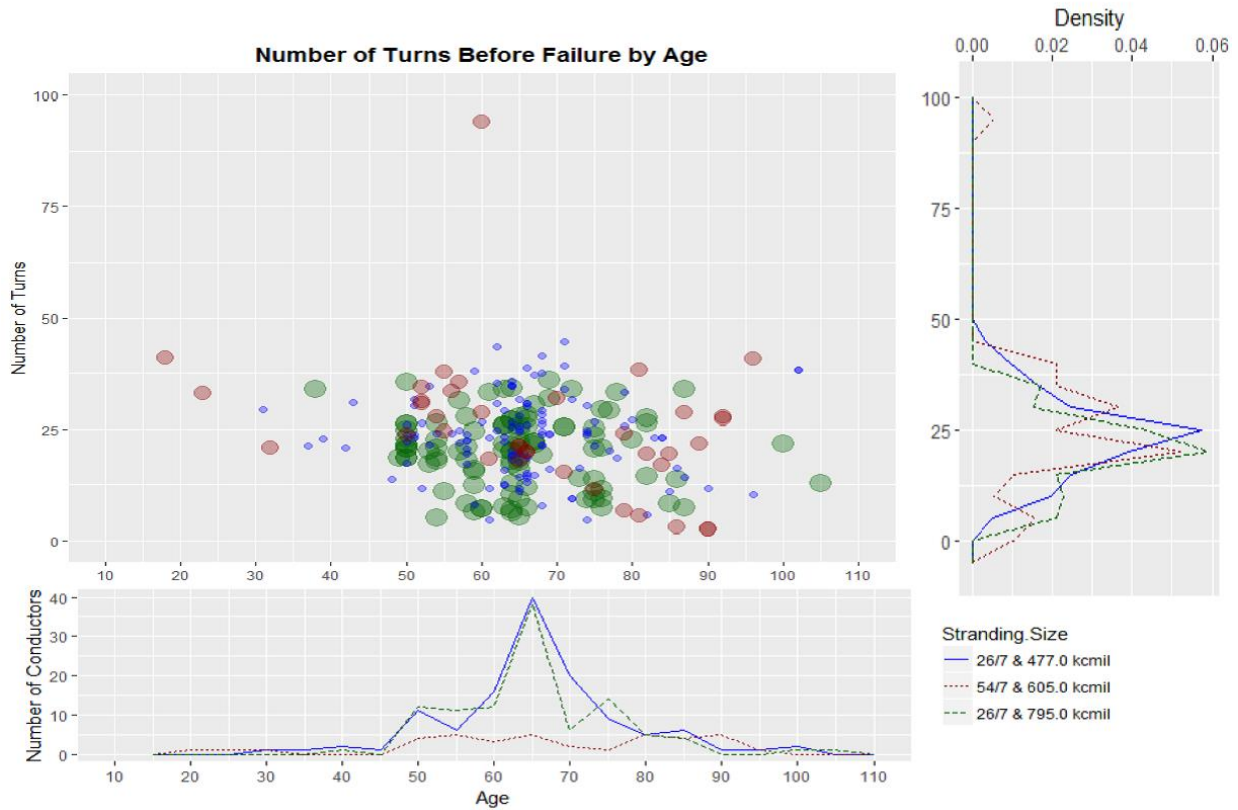 Number of Turns Before Failure by Age
Number of Turns
100
75
50
25
0
10 20 30 40 50 60 70 80 90 100 110
Density
0.00 0.02 0.04 0.06
100
75
50
25
0
Number of Conductors
40
30
20
10
0
10 20 30 40 50 60 70 80 90 100 110
Age
Stranding.Size
26/7 & 477.0 kcmil
54/7 & 605.0 kcmil
26/7 & 795.0 kcmil